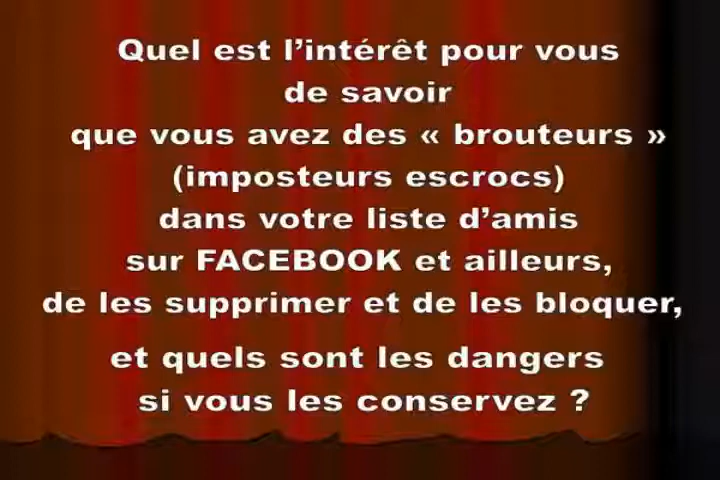 Quel est l’intérêt pour vous
de savoir
que vous avez des « brouteurs »
(imposteurs escrocs)
dans votre liste d’amis
sur FACEBOOK et ailleurs,
de les supprimer et de les bloquer,
et quels sont les dangers
si vous les conservez ?